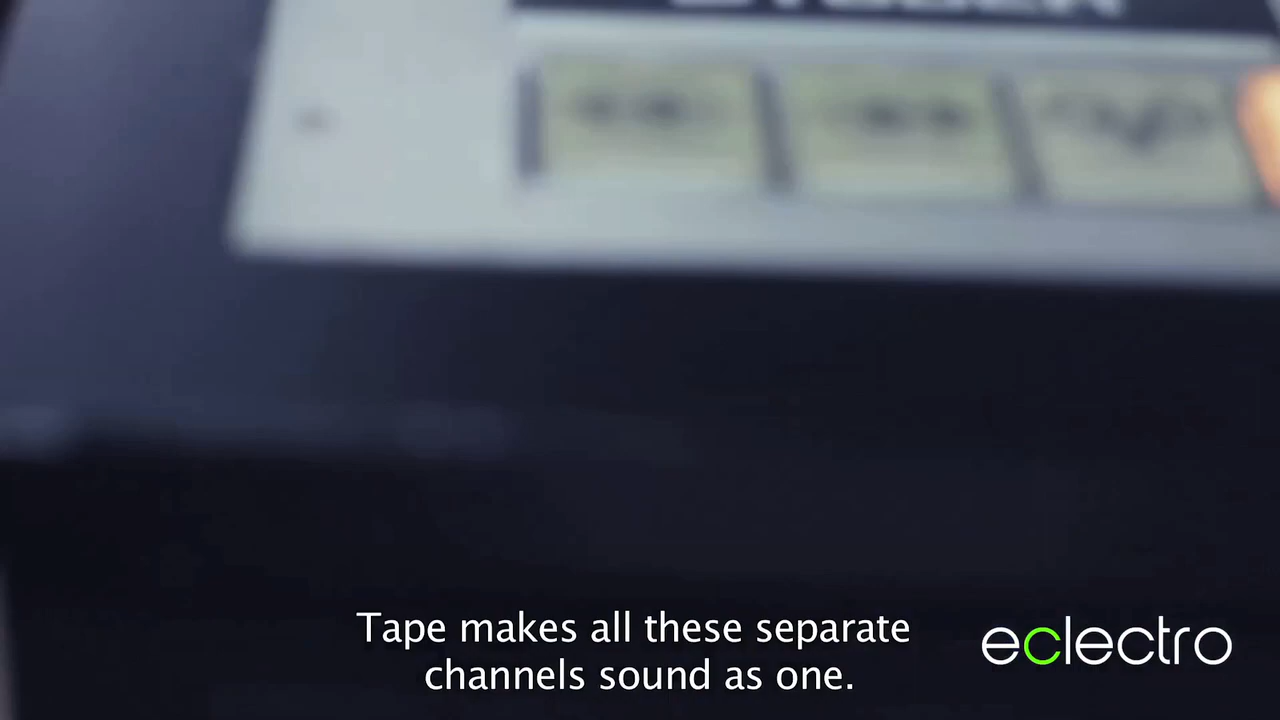 Tape makes all these separate
channels sound as one.
eclectro